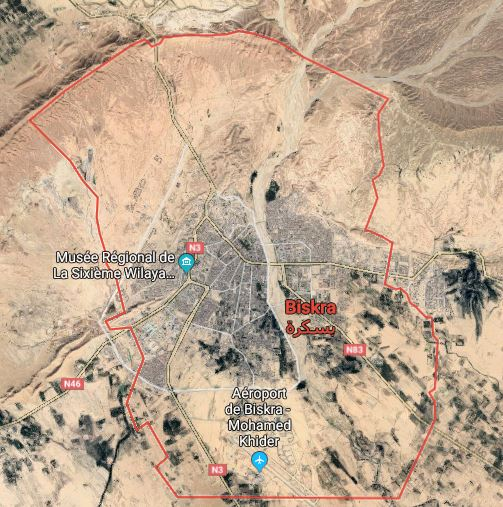 N3
Musée Régional de
La Sixième Wilaya...
Biskra
بسكرة
N83
N46
Aéroport
de Biskra -
Mohamed
Khider
N3